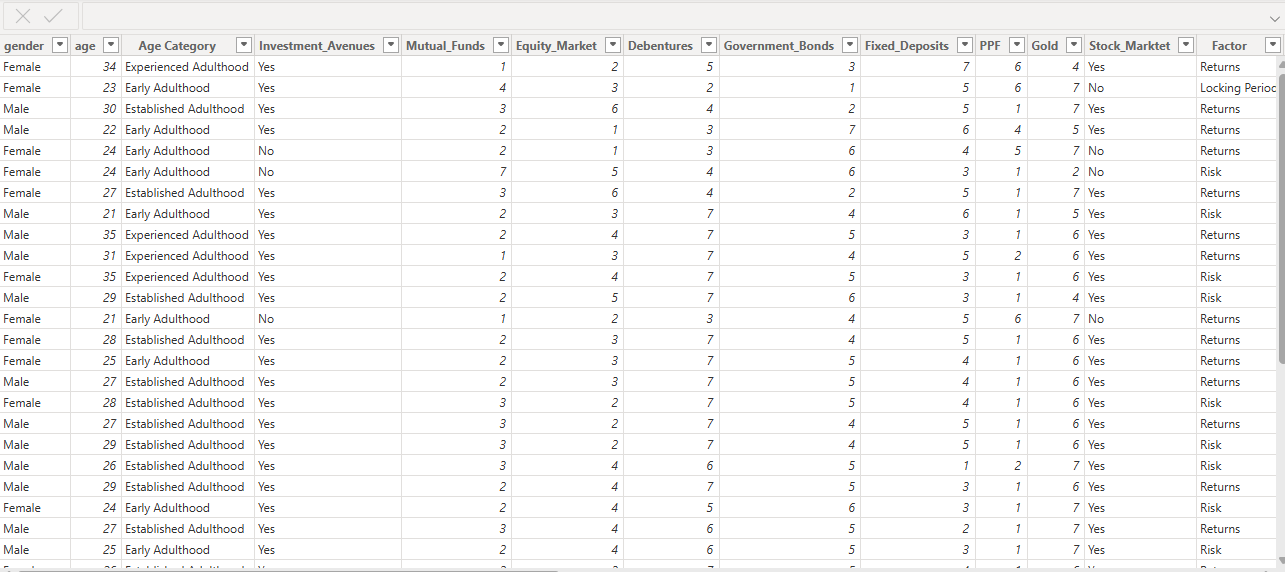 gender age Age Category Investment_Avenues Mutual_Funds Equity_Market Debentures Government_Bonds Fixed_Deposits PPF Gold Stock_Marktet Factor
Female 34 Experienced Adulthood Yes 1 2 5 3 7 6 4 Yes Returns
Female 23 Early Adulthood Yes 4 3 2 1 5 6 7 No Locking Period
Male 30 Established Adulthood Yes 3 6 4 2 5 1 7 Yes Returns
Male 22 Early Adulthood Yes 2 1 3 7 6 4 5 Yes Returns
Female 24 Early Adulthood No 2 1 3 6 4 5 7 No Returns
Female 24 Early Adulthood No 7 5 4 6 3 1 2 No Risk
Female 27 Established Adulthood Yes 3 6 4 2 5 1 7 Yes Returns
Male 21 Early Adulthood Yes 2 3 7 4 6 1 5 Yes Risk
Male 35 Experienced Adulthood Yes 2 4 7 5 3 1 6 Yes Returns
Male 31 Experienced Adulthood Yes 1 3 7 4 5 2 6 Yes Returns
Female 35 Experienced Adulthood Yes 2 4 7 5 3 1 6 Yes Risk
Male 29 Established Adulthood Yes 2 5 7 6 3 1 4 Yes Risk
Female 21 Early Adulthood No 1 2 3 4 5 6 7 No Returns
Female 28 Established Adulthood Yes 2 3 7 4 5 1 6 Yes Returns
Female 25 Early Adulthood Yes 2 3 7 5 4 1 6 Yes Returns
Male 27 Established Adulthood Yes 2 3 7 5 4 1 6 Yes Returns
Female 28 Established Adulthood Yes 3 2 7 5 4 1 6 Yes Risk
Male 27 Established Adulthood Yes 3 2 7 4 5 1 6 Yes Returns
Male 29 Established Adulthood Yes 3 2 7 4 5 1 6 Yes Risk
Male 26 Established Adulthood Yes 3 4 6 5 1 2 7 Yes Risk
Male 29 Established Adulthood Yes 2 4 7 5 3 1 6 Yes Returns
Female 24 Early Adulthood Yes 2 4 5 6 3 1 7 Yes Risk
Male 27 Established Adulthood Yes 3 4 6 5 2 1 7 Yes Returns
Male 25 Early Adulthood Yes 2 4 6 5 3 1 7 Yes Risk